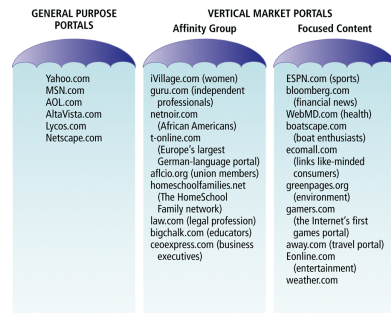 GENERAL PURPOSE
PORTALS
Yahoo.com
MSN.com
AOL.com
AltaVista.com
Lycos.com
Netscape.com
VERTICAL MARKET PORTALS
Affinity Group
iVillage.com (women)
guru.com (independent
professionals)
netnoir.com
(African Americans)
t-online.com
(Europe's largest
German-language portal)
aflcio.org (union members)
homeschoolfamilies.net
(The HomeSchool
Family network)
law.com (legal profession)
bigchalk.com (educators)
ceoexpress.com (business
executives)
Focused Content
ESPN.com (sports)
bloomberg.com
(financial news)
WebMD.com (health)
boatscape.com
(boat enthusiasts)
ecomall.com
(links like-minded
consumers)
greenpages.org
(environment)
gamers.com
(the Internet's first
games portal)
away.com (travel portal)
Eonline.com
(entertainment)
weather.com